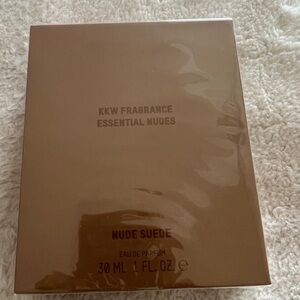 KKW FRAGRANCE
ESSENTIAL NUDES
NUDE SUEDE
EAU DE PARFUM
30 ML 1 FL. OZ. ℮